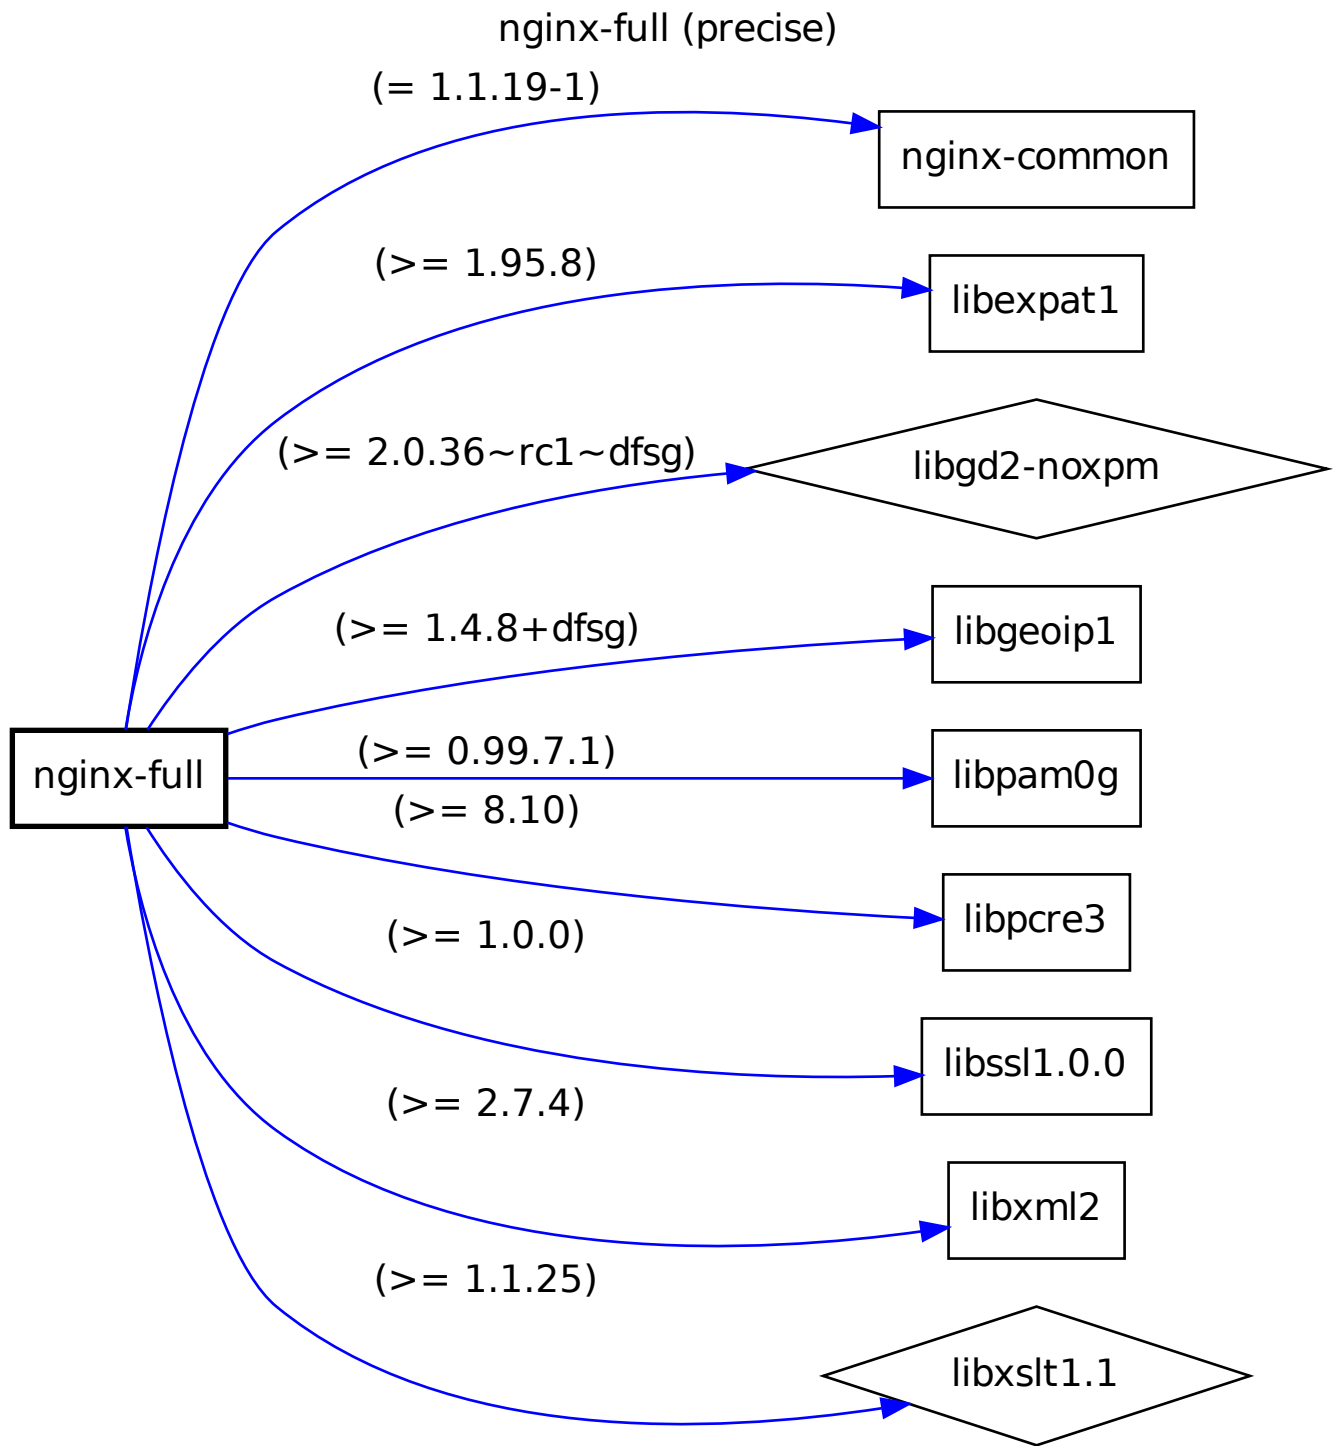 nginx-full (precise)
(= 1.1.19-1)
nginx-common
(>= 1.95.8)
libexpat1
(>= 2.0.36~rc1~dfsg)
libgd2-noxpm
(>= 1.4.8+dfsg)
libgeoip1
nginx-full
(>= 0.99.7.1)
libpam0g
(>= 8.10)
libpcre3
(>= 1.0.0)
libssl1.0.0
(>= 2.7.4)
libxml2
(>= 1.1.25)
libxslt1.1